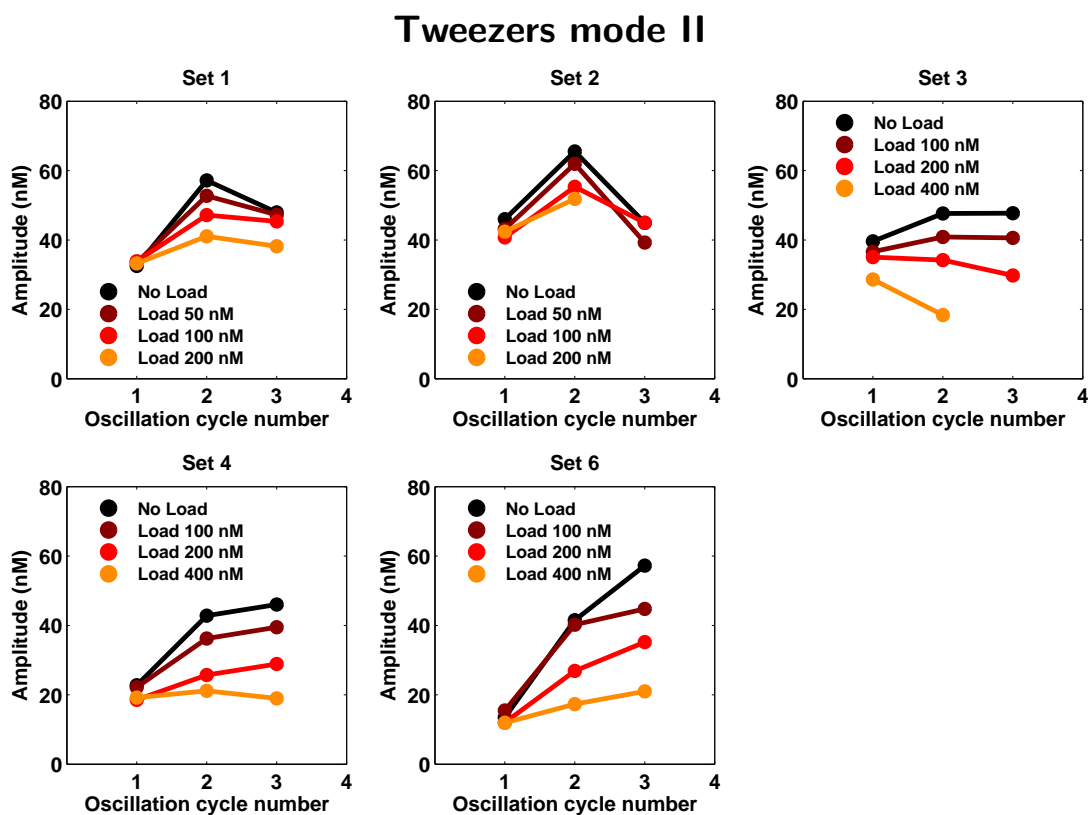 Tweezers mode II
Set 1
80
60
40
20
0
Amplitude (nM)
No Load
Load 50 nM
Load 100 nM
Load 200 nM
1 2 3 4
Oscillation cycle number
Set 2
80
60
40
20
0
Amplitude (nM)
No Load
Load 50 nM
Load 100 nM
Load 200 nM
1 2 3 4
Oscillation cycle number
Set 3
80
60
40
20
0
Amplitude (nM)
No Load
Load 100 nM
Load 200 nM
Load 400 nM
1 2 3 4
Oscillation cycle number
Set 4
80
60
40
20
0
Amplitude (nM)
No Load
Load 100 nM
Load 200 nM
Load 400 nM
1 2 3 4
Oscillation cycle number
Set 6
80
60
40
20
0
Amplitude (nM)
No Load
Load 100 nM
Load 200 nM
Load 400 nM
1 2 3 4
Oscillation cycle number